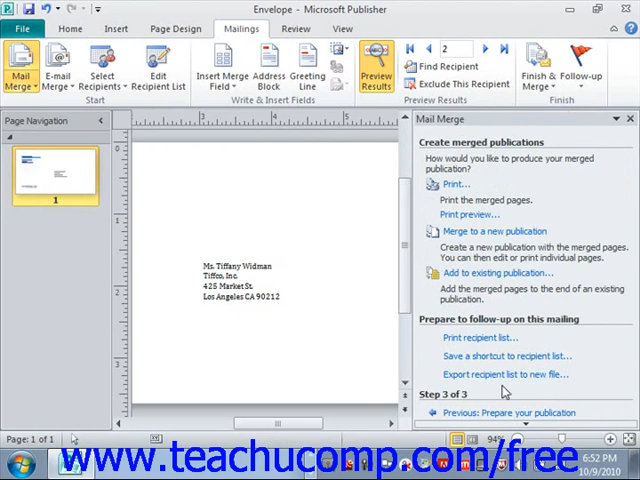 Envelope - Microsoft Publisher
File Home Insert Page Design Mailings Review View
Mail Merge
E-mail Merge
Select Recipients
Edit Recipient List
Start
Insert Merge Field
Address Block
Greeting Line
Write & Insert Fields
Preview Results
2
Find Recipient
Exclude This Recipient
Preview Results
Finish & Merge
Follow-up
Finish
Page Navigation
1
3 4 5
0
1
2
3
Ms. Tiffany Widman
Tiffco, Inc.
425 Market St.
Los Angeles CA 90212
Mail Merge
Create merged publications
How would you like to produce your merged
publication?
Print...
Print the merged pages.
Print preview...
Merge to a new publication
Create a new publication with the merged pages.
You can then edit or print individual pages.
Add to existing publication...
Add the merged pages to the end of an existing
publication.
Prepare to follow-up on this mailing
Print recipient list...
Save a shortcut to recipient list...
Export recipient list to new file...
Step 3 of 3
Previous: Prepare your publication
Page: 1 of 1
94%
www.teachucomp.com/free
6:52 PM
10/9/2010